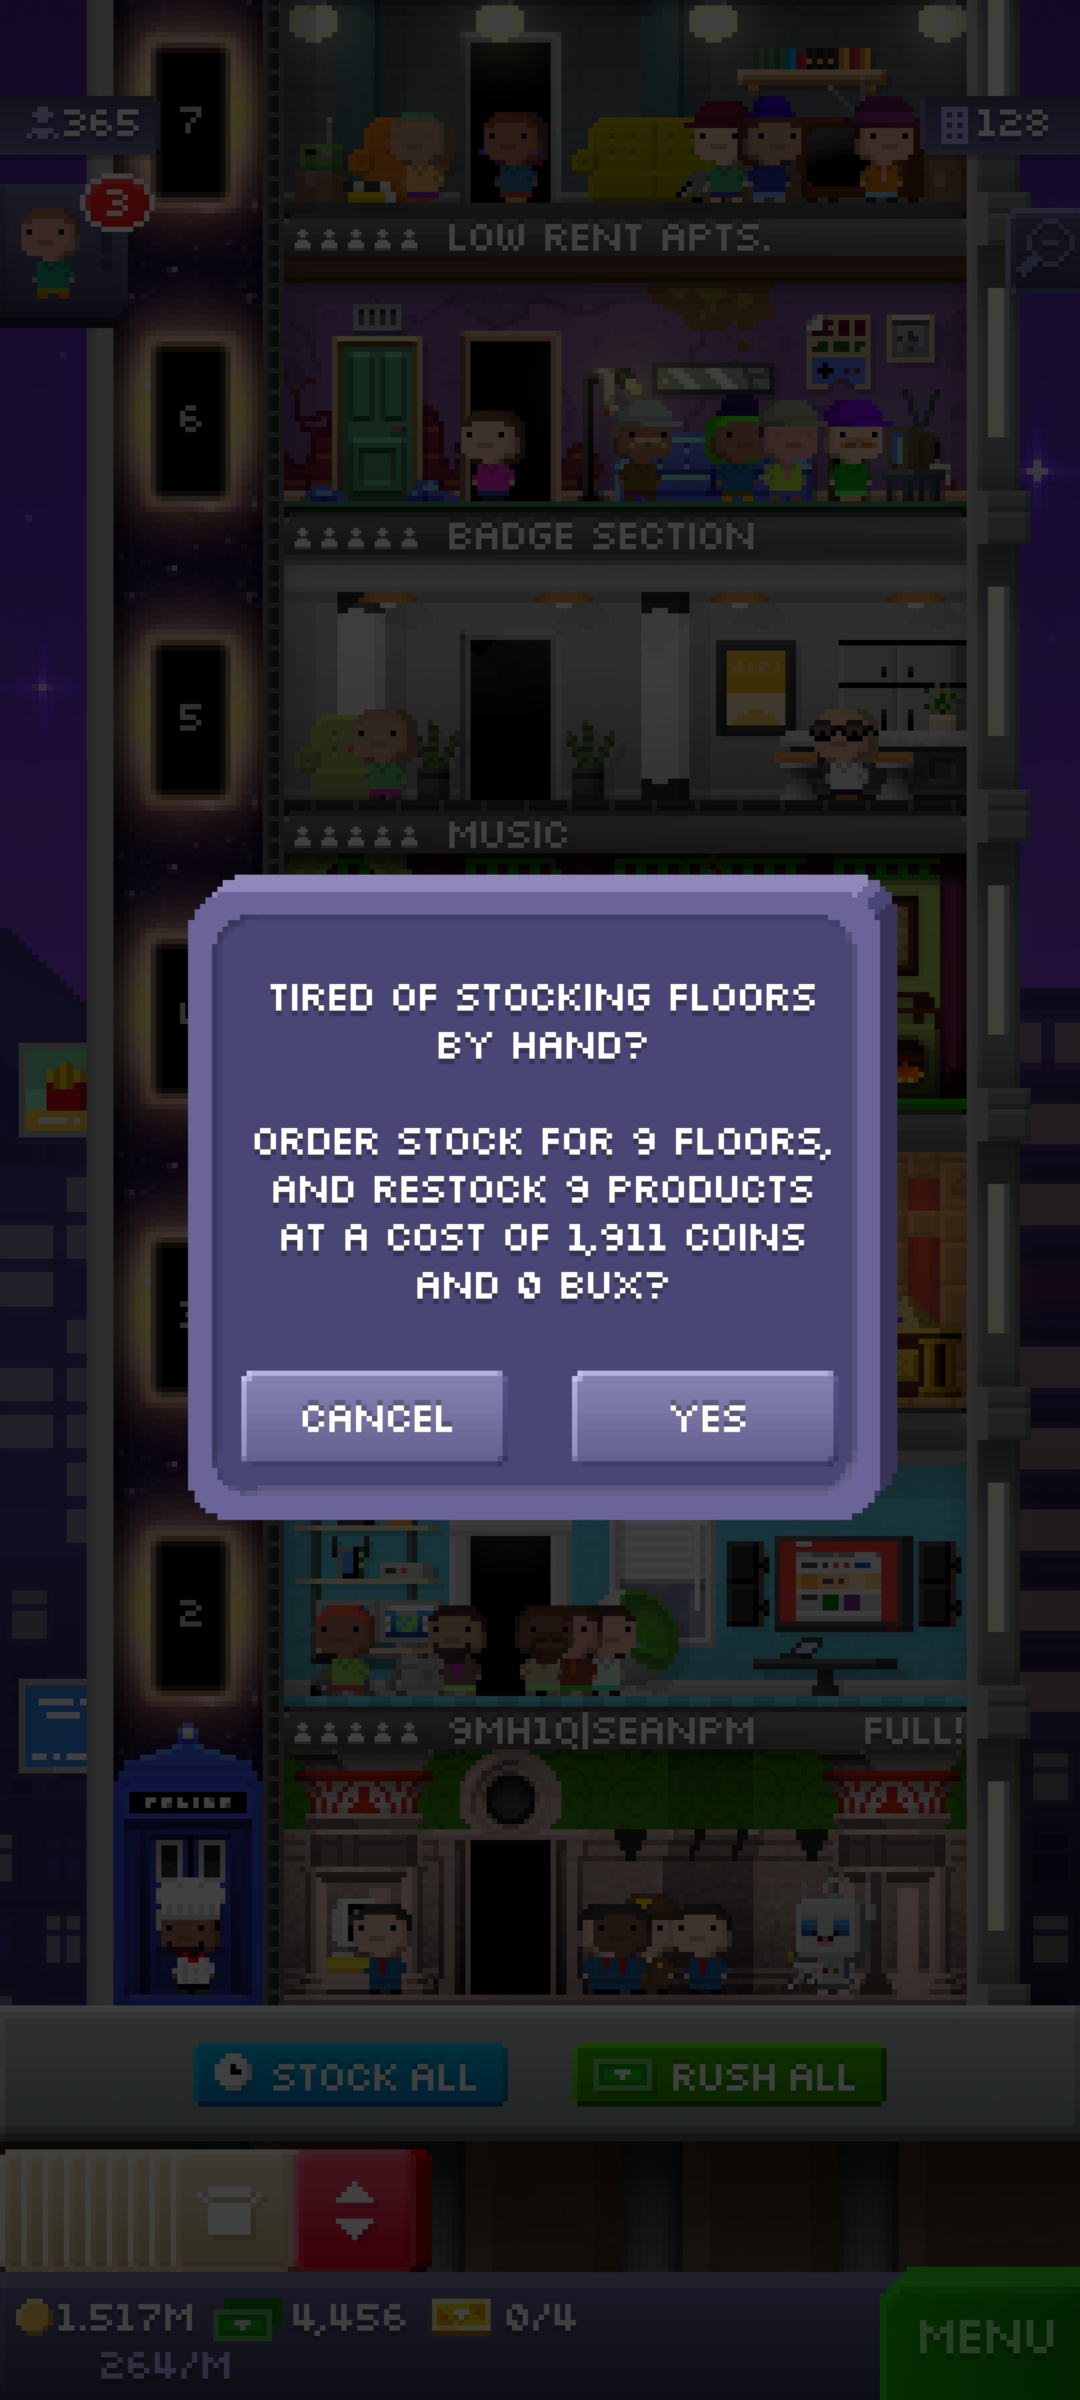 7
365
128
3
LOW RENT APTS.
6
BADGE SECTION
5
MUSIC
TIRED OF STOCKING FLOORS
BY HAND?
ORDER STOCK FOR 9 FLOORS,
AND RESTOCK 9 PRODUCTS
AT A COST OF 1,911 COINS
AND 0 BUX?
CANCEL
YES
2
9MH1Q|SEANPM
FULL!
STOCK ALL
RUSH ALL
1.517M
4,456
0/4
264/M
MENU